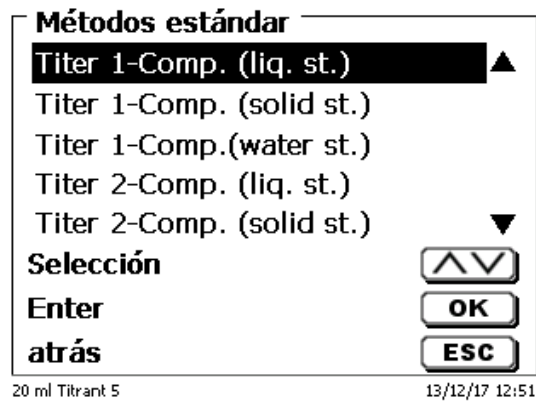 Métodos estándar
Titer 1-Comp. (liq. st.)
Titer 1-Comp. (solid st.)
Titer 1-Comp.(water st.)
Titer 2-Comp. (liq. st.)
Titer 2-Comp. (solid st.)
Selección
Enter OK
atrás ESC
20 ml Titrant 5 13/12/17 12:51